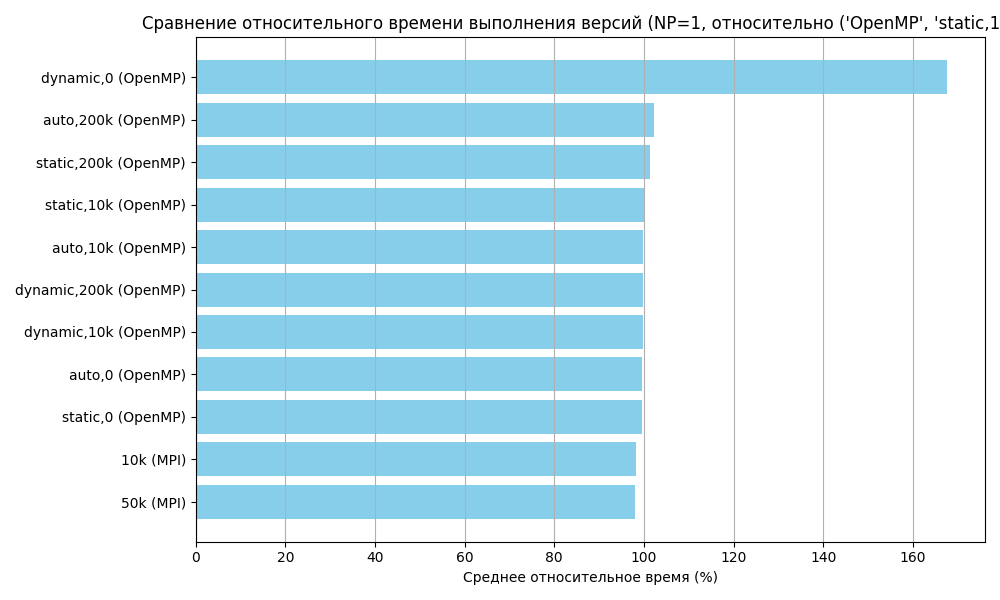 Сравнение относительного времени выполнения версий (NP=1, относительно ('OpenMP', 'static,1
dynamic,0 (OpenMP)
auto,200k (OpenMP)
static,200k (OpenMP)
static,10k (OpenMP)
auto,10k (OpenMP)
dynamic,200k (OpenMP)
dynamic,10k (OpenMP)
auto,0 (OpenMP)
static,0 (OpenMP)
10k (MPI)
50k (MPI)
0 20 40 60 80 100 120 140 160
Среднее относительное время (%)